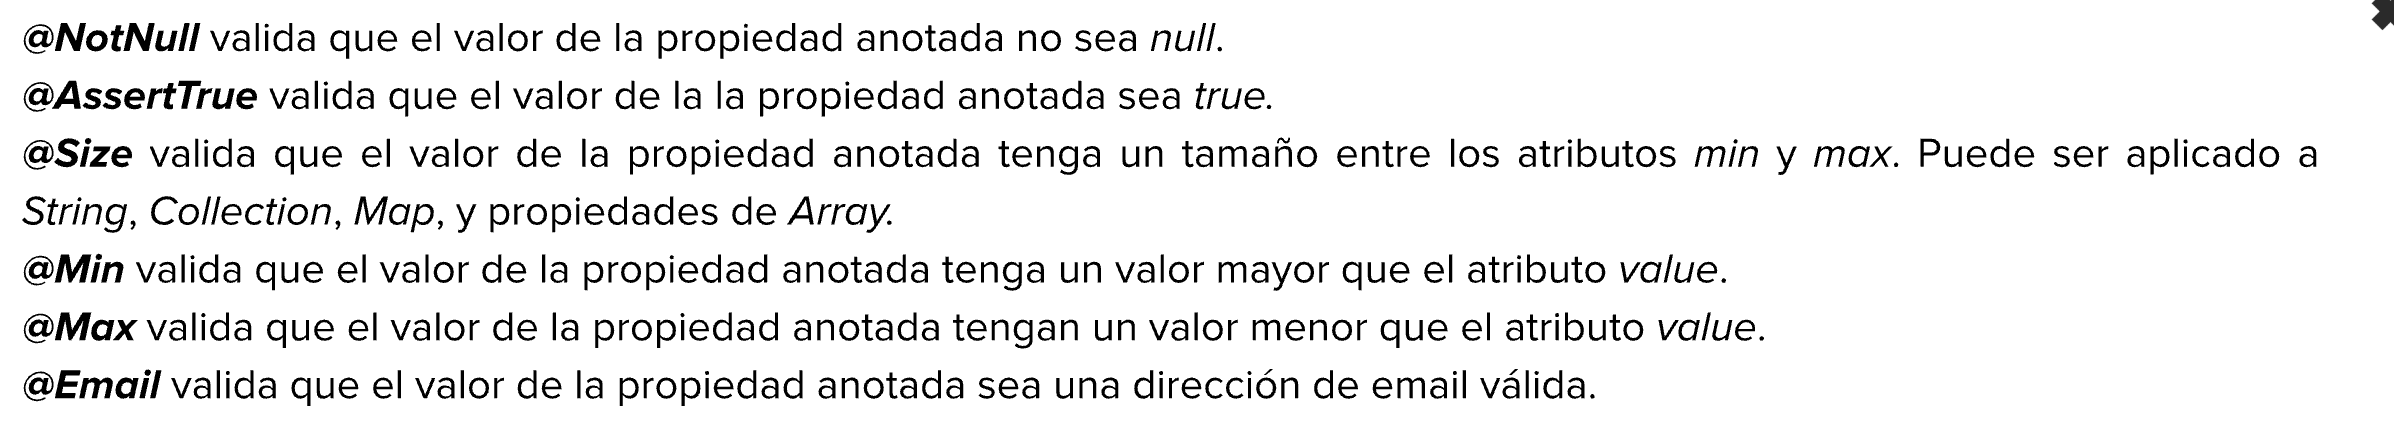 @NotNull valida que el valor de la propiedad anotada no sea null.
@AssertTrue valida que el valor de la la propiedad anotada sea true.
@Size valida que el valor de la propiedad anotada tenga un tamaño entre los atributos min y max. Puede ser aplicado a
String, Collection, Map, y propiedades de Array.
@Min valida que el valor de la propiedad anotada tenga un valor mayor que el atributo value.
@Max valida que el valor de la propiedad anotada tengan un valor menor que el atributo value.
@Email valida que el valor de la propiedad anotada sea una dirección de email válida.